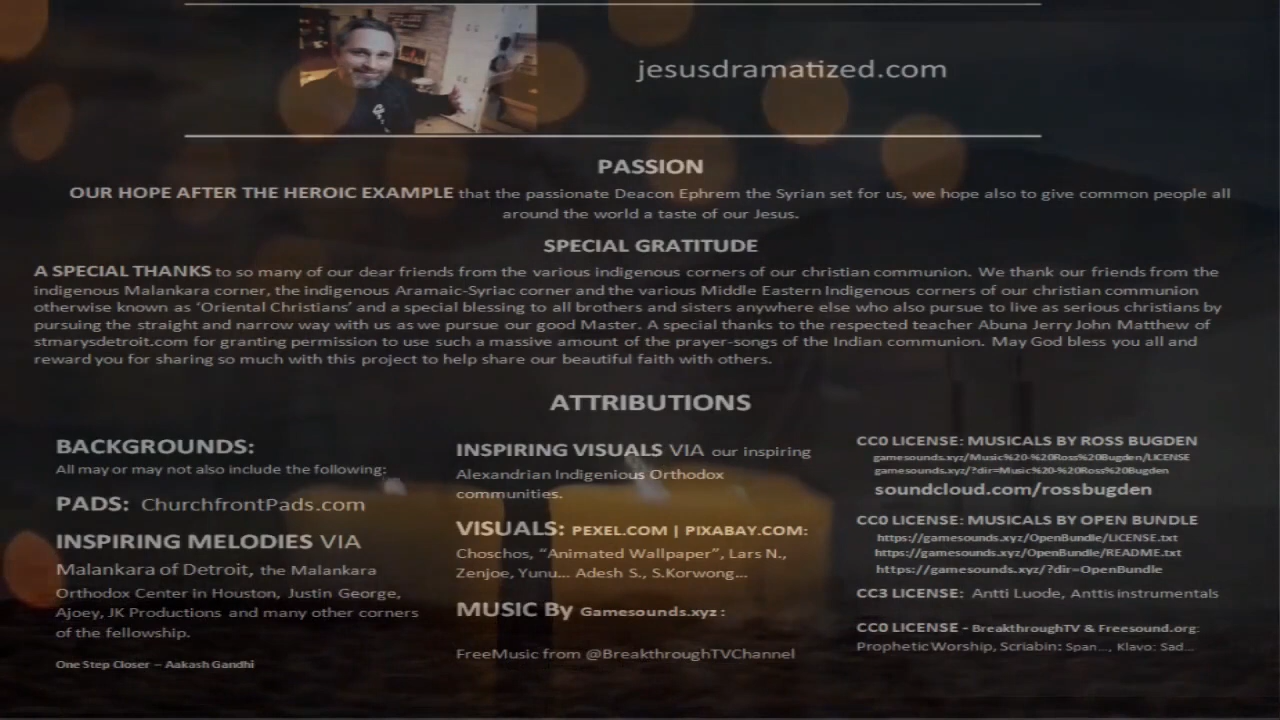 jesusdramatized.com
PASSION
OUR HOPE AFTER THE HEROIC EXAMPLE that the passionate Deacon Ephrem the Syrian set for us, we hope also to give common people all
around the world a taste of our Jesus.
SPECIAL GRATITUDE
A SPECIAL THANKS to so many of our dear friends from the various indigenous corners of our christian communion. We thank our friends from the
indigenous Malankara corner, the indigenous Aramaic-Syriac corner and the various Middle Eastern Indigenous corners of our christian communion
otherwise known as ‘Oriental Christians’ and a special blessing to all brothers and sisters anywhere else who also pursue to live as serious christians by
pursuing the straight and narrow way with us as we pursue our good Master. A special thanks to the respected teacher Abuna Jerry John Matthew of
stmarysdetroit.com for granting permission to use such a massive amount of the prayer-songs of the Indian communion. May God bless you all and
reward you for sharing so much with this project to help share our beautiful faith with others.
ATTRIBUTIONS
BACKGROUNDS:
All may or may not also include the following:
PADS: ChurchfrontPads.com
INSPIRING MELODIES VIA
Malankara of Detroit, the Malankara
Orthodox Center in Houston, Justin George,
Ajoey, JK Productions and many other corners
of the fellowship.
One Step Closer – Aakash Gandhi
INSPIRING VISUALS VIA our inspiring
Alexandrian Indigenious Orthodox
communities.
VISUALS: PEXEL.COM | PIXABAY.COM:
Choschos, “Animated Wallpaper”, Lars N.,
Zenjoe, Yunu... Adesh S., S.Korwong...
MUSIC By Gamesounds.xyz :
FreeMusic from @BreakthroughTVChannel
CC0 LICENSE: MUSICALS BY ROSS BUGDEN
gamesounds.xyz/Music%20-%20Ross%20Bugden/LICENSE
gamesounds.xyz/?dir=Music%20-%20Ross%20Bugden
soundcloud.com/rossbugden
CC0 LICENSE: MUSICALS BY OPEN BUNDLE
https://gamesounds.xyz/OpenBundle/LICENSE.txt
https://gamesounds.xyz/OpenBundle/README.txt
https://gamesounds.xyz/?dir=OpenBundle
CC3 LICENSE: Antti Luode, Anttis instrumentals
CC0 LICENSE - BreakthroughTV & Freesound.org:
PropheticWorship, Scriabin: Span..., Klavo: Sad...